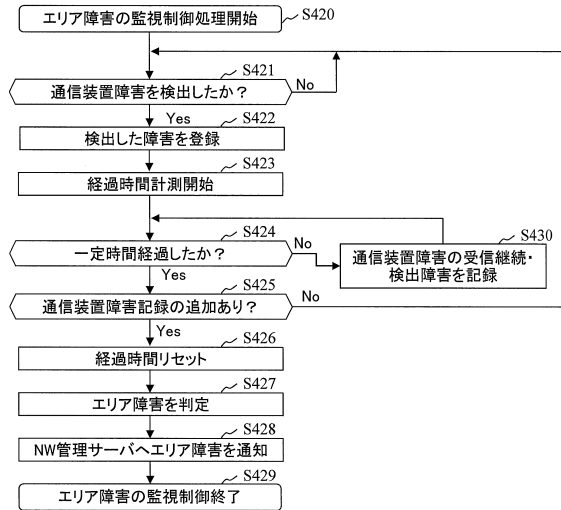 エリア障害の監視制御処理開始
S420
S421
通信装置障害を検出したか？
No
Yes
S422
検出した障害を登録
S423
経過時間計測開始
S424
一定時間経過したか？
No
S430
通信装置障害の受信継続・
検出障害を記録
Yes
S425
通信装置障害記録の追加あり？
No
Yes
S426
経過時間リセット
S427
エリア障害を判定
S428
NW管理サーバへエリア障害を通知
S429
エリア障害の監視制御終了